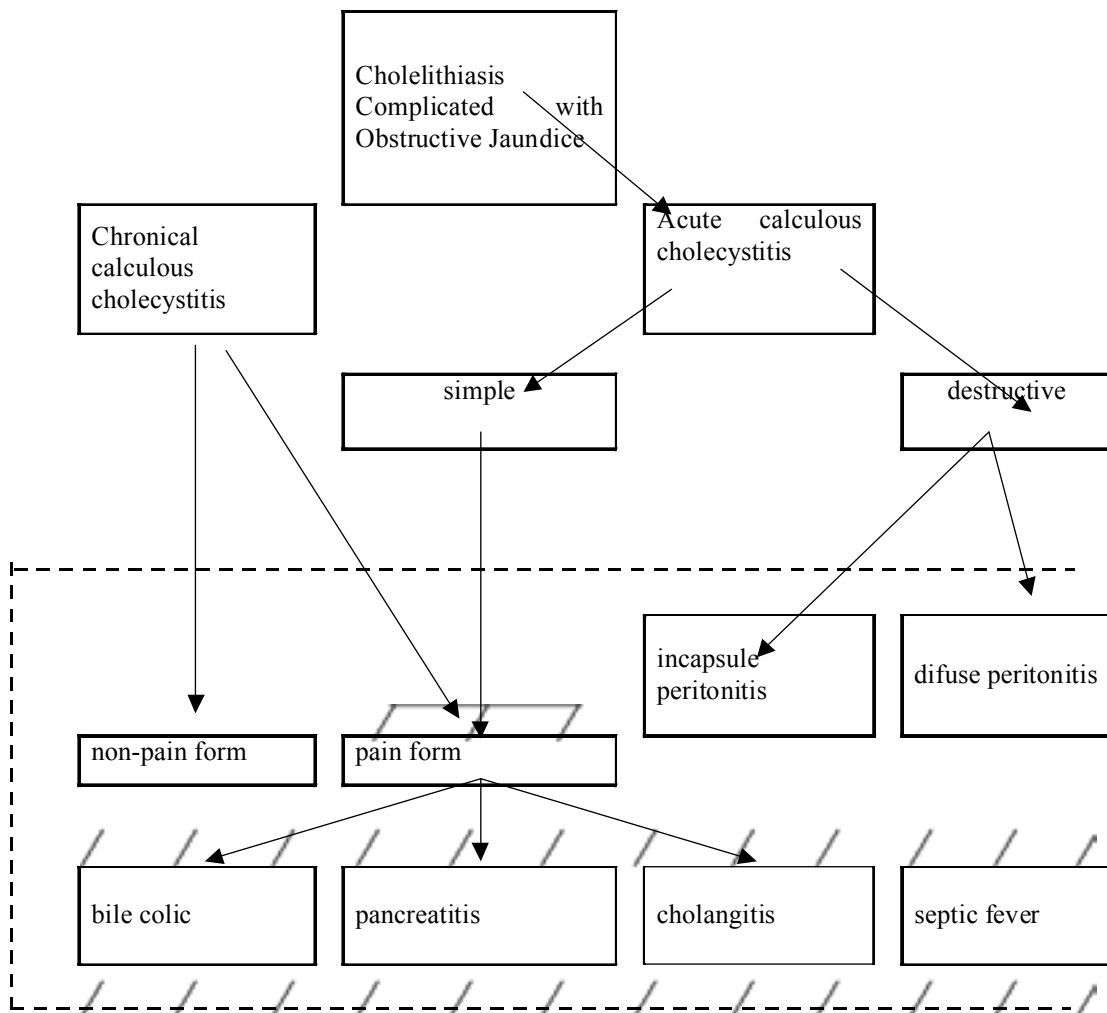 Cholelithiasis
Complicated with
Obstructive Jaundice
Chronical
calculous
cholecystitis
Acute calculous
cholecystitis
simple
destructive
incapsule
peritonitis
difuse peritonitis
non-pain form
pain form
bile colic
pancreatitis
cholangitis
septic fever